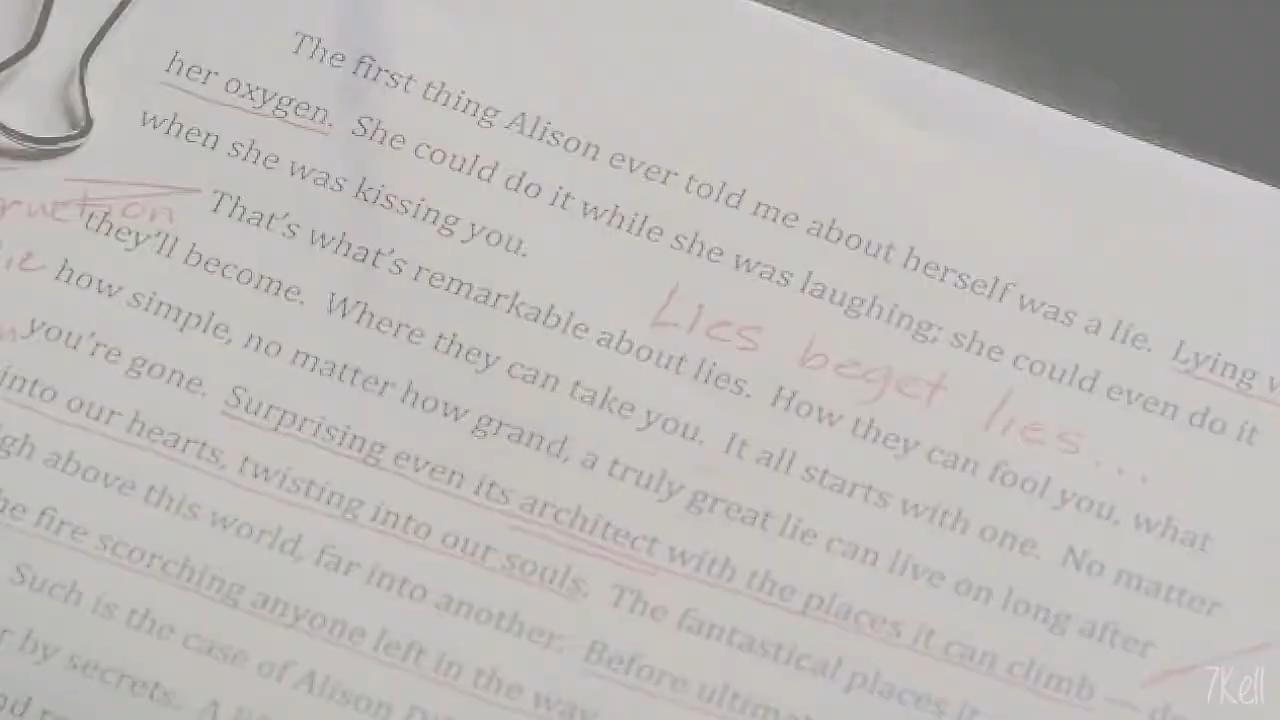 The first thing Alison ever told me about herself was a lie. Lying
her oxygen. She could do it while she was laughing; she could even do it
when she was kissing you.
Lies beget lies...
That's what's remarkable about lies. How they can fool you, what
they'll become. Where they can take you. It all starts with one. No matter
how simple, no matter how grand, a truly great lie can live on long after
you're gone. Surprising even its architect with the places it can climb —
into our hearts, twisting into our souls. The fantastical places it
above this world, far into another. Before
fire scorching anyone left in the way
Such is the case of Alison
by secrets. A
7Kell